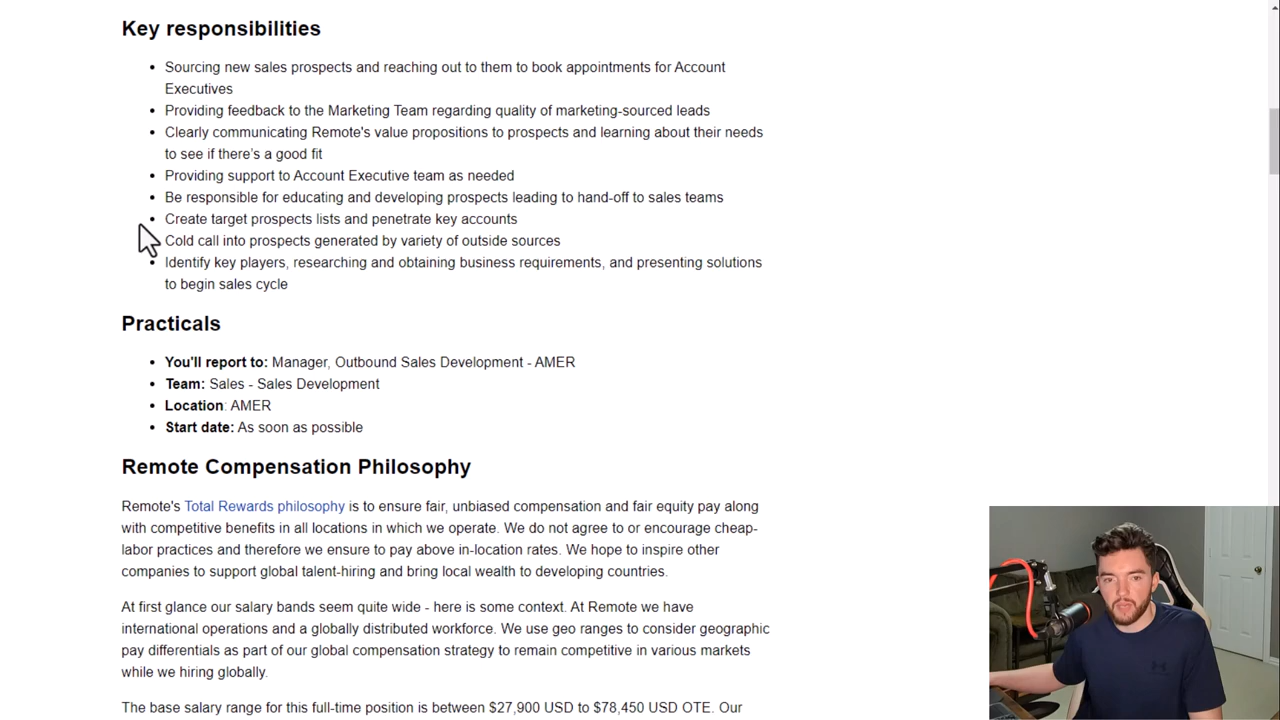 Key responsibilities
Sourcing new sales prospects and reaching out to them to book appointments for Account
Executives
Providing feedback to the Marketing Team regarding quality of marketing-sourced leads
Clearly communicating Remote's value propositions to prospects and learning about their needs
to see if there's a good fit
Providing support to Account Executive team as needed
Be responsible for educating and developing prospects leading to hand-off to sales teams
Create target prospects lists and penetrate key accounts
Cold call into prospects generated by variety of outside sources
Identify key players, researching and obtaining business requirements, and presenting solutions
to begin sales cycle
Practicals
You'll report to: Manager, Outbound Sales Development - AMER
Team: Sales - Sales Development
Location: AMER
Start date: As soon as possible
Remote Compensation Philosophy
Remote's Total Rewards philosophy is to ensure fair, unbiased compensation and fair equity pay along
with competitive benefits in all locations in which we operate. We do not agree to or encourage cheap-
labor practices and therefore we ensure to pay above in-location rates. We hope to inspire other
companies to support global talent-hiring and bring local wealth to developing countries.
At first glance our salary bands seem quite wide - here is some context. At Remote we have
international operations and a globally distributed workforce. We use geo ranges to consider geographic
pay differentials as part of our global compensation strategy to remain competitive in various markets
while we hiring globally.
The base salary range for this full-time position is between $27,900 USD to $78,450 USD OTE. Our